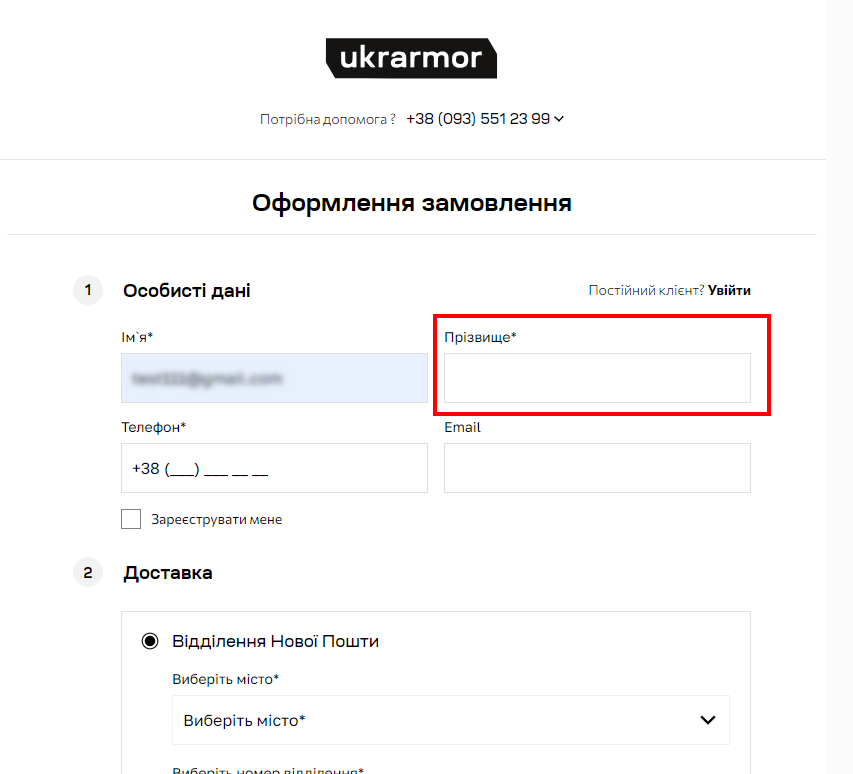 ukrarmor
Потрібна допомога ? +38 (093) 551 23 99
Оформлення замовлення
1 Особисті дані Постійний клієнт? Увійти
Ім`я* Прізвище*
Телефон* Email
+38 (___) ___ __ __
Зареєструвати мене
2 Доставка
Відділення Нової Пошти
Виберіть місто*
Виберіть місто*
Виберіть номер відділення*